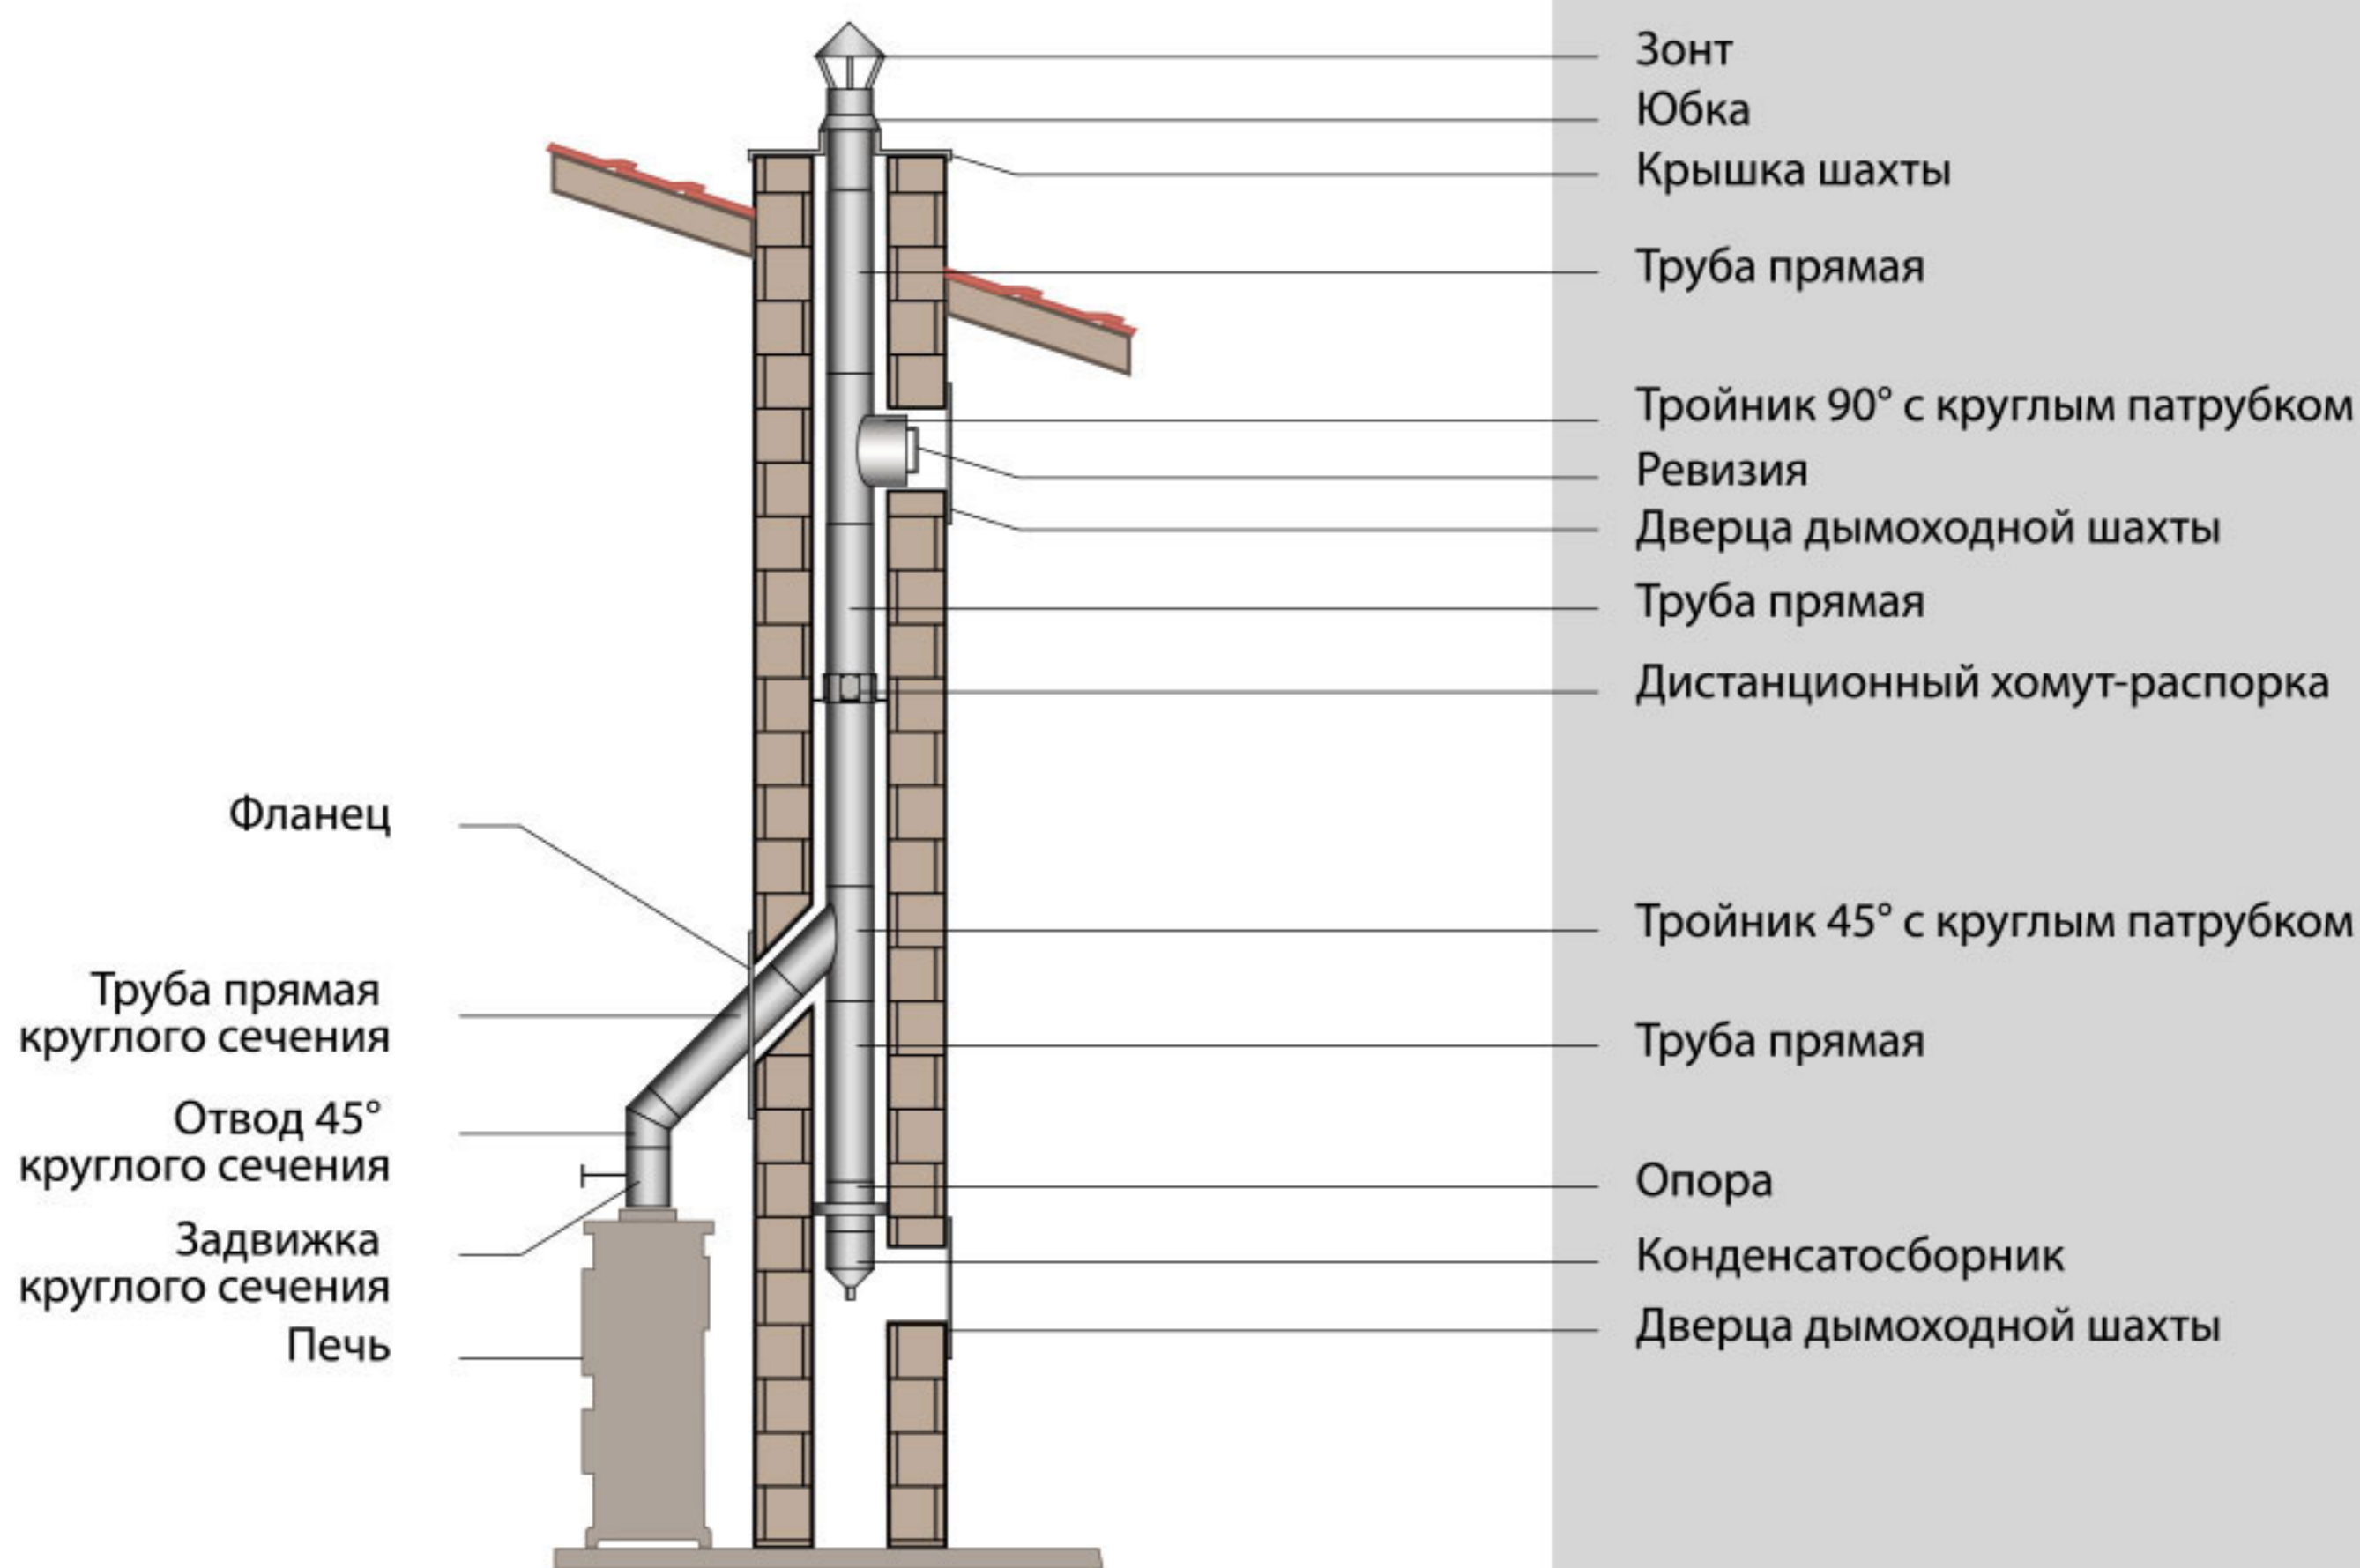 Зонт
Юбка
Крышка шахты
Труба прямая
Тройник 90° с круглым патрубком
Ревизия
Дверца дымоходной шахты
Труба прямая
Дистанционный хомут-распорка
Фланец
Тройник 45° с круглым патрубком
Труба прямая
круглого сечения
Труба прямая
Отвод 45°
круглого сечения
Опора
Задвижка
круглого сечения
Конденсатосборник
Дверца дымоходной шахты
Печь